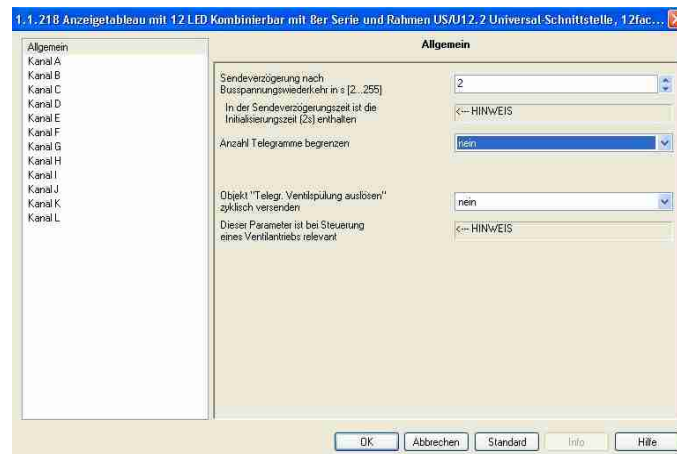 1.1.218 Anzeigetableau mit 12 LED Kombinierbar mit 8er Serie und Rahmen US/U12.2 Universal-Schnittstelle, 12fac...
Allgemein
Kanal A
Kanal B
Kanal C
Kanal D
Kanal E
Kanal F
Kanal G
Kanal H
Kanal I
Kanal J
Kanal K
Kanal L
Allgemein
Sendeverzögerung nach
Busspannungswiederkehr in s [2...255]
2
In der Sendeverzögerungszeit ist die
Initialisierungszeit (2s) enthalten
<--- HINWEIS
Anzahl Telegramme begrenzen
nein
Objekt "Telegr. Ventilspülung auslösen"
zyklisch versenden
nein
Dieser Parameter ist bei Steuerung
eines Ventilantriebs relevant
<--- HINWEIS
OK
Abbrechen
Standard
Info
Hilfe